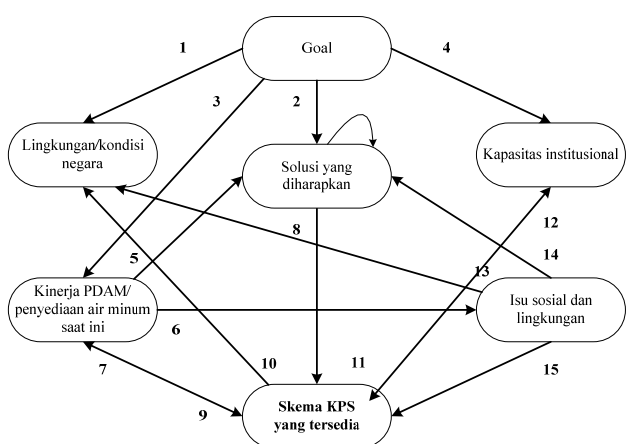 Goal
1
4
3
2
Lingkungan/kondisi
negara
Solusi yang
diharapkan
Kapasitas institusional
12
8
14
5
13
Kinerja PDAM/
penyediaan air minum
saat ini
Isu sosial dan
lingkungan
6
7
10
11
15
9
Skema KPS
yang tersedia